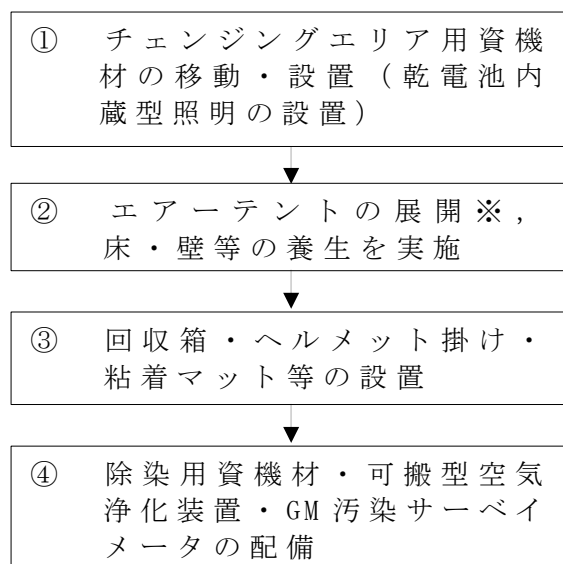 ① チェンジングエリア用資機
材の移動・設置（乾電池内
蔵型照明の設置）
② エアーテントの展開※，
床・壁等の養生を実施
③ 回収箱・ヘルメット掛け・
粘着マット等の設置
④ 除染用資機材・可搬型空気
浄化装置・GM汚染サーベイ
メータの配備